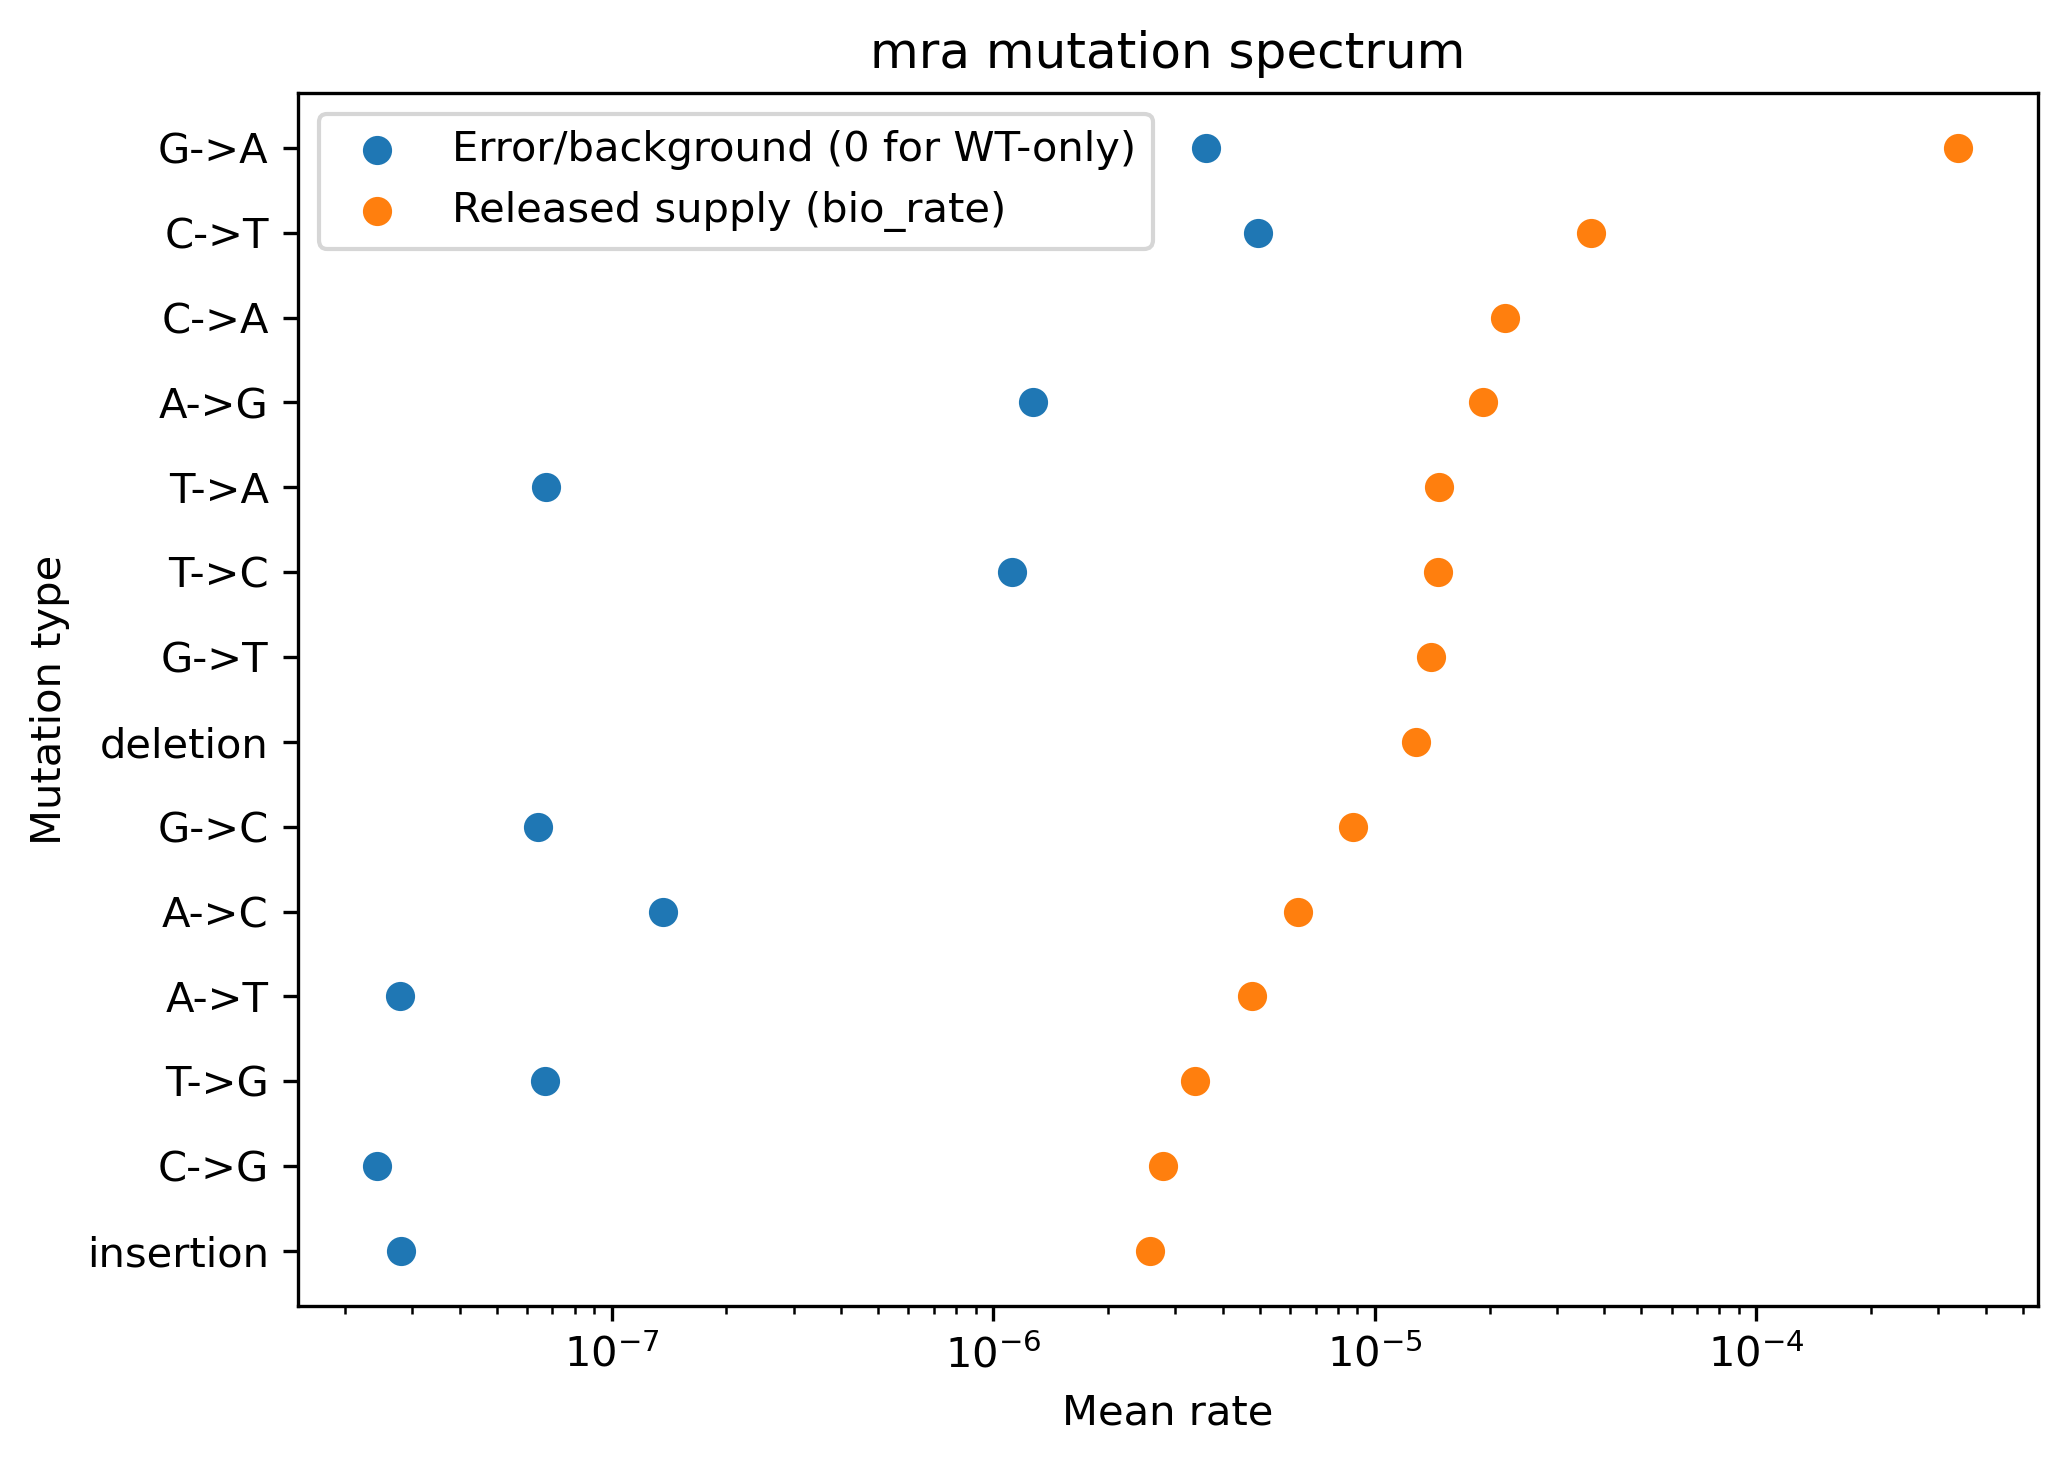 mra mutation spectrum
Error/background (0 for WT-only)
Released supply (bio_rate)
Mutation type
G->A
C->T
C->A
A->G
T->A
T->C
G->T
deletion
G->C
A->C
A->T
T->G
C->G
insertion
10⁻⁷ 10⁻⁶ 10⁻⁵ 10⁻⁴
Mean rate